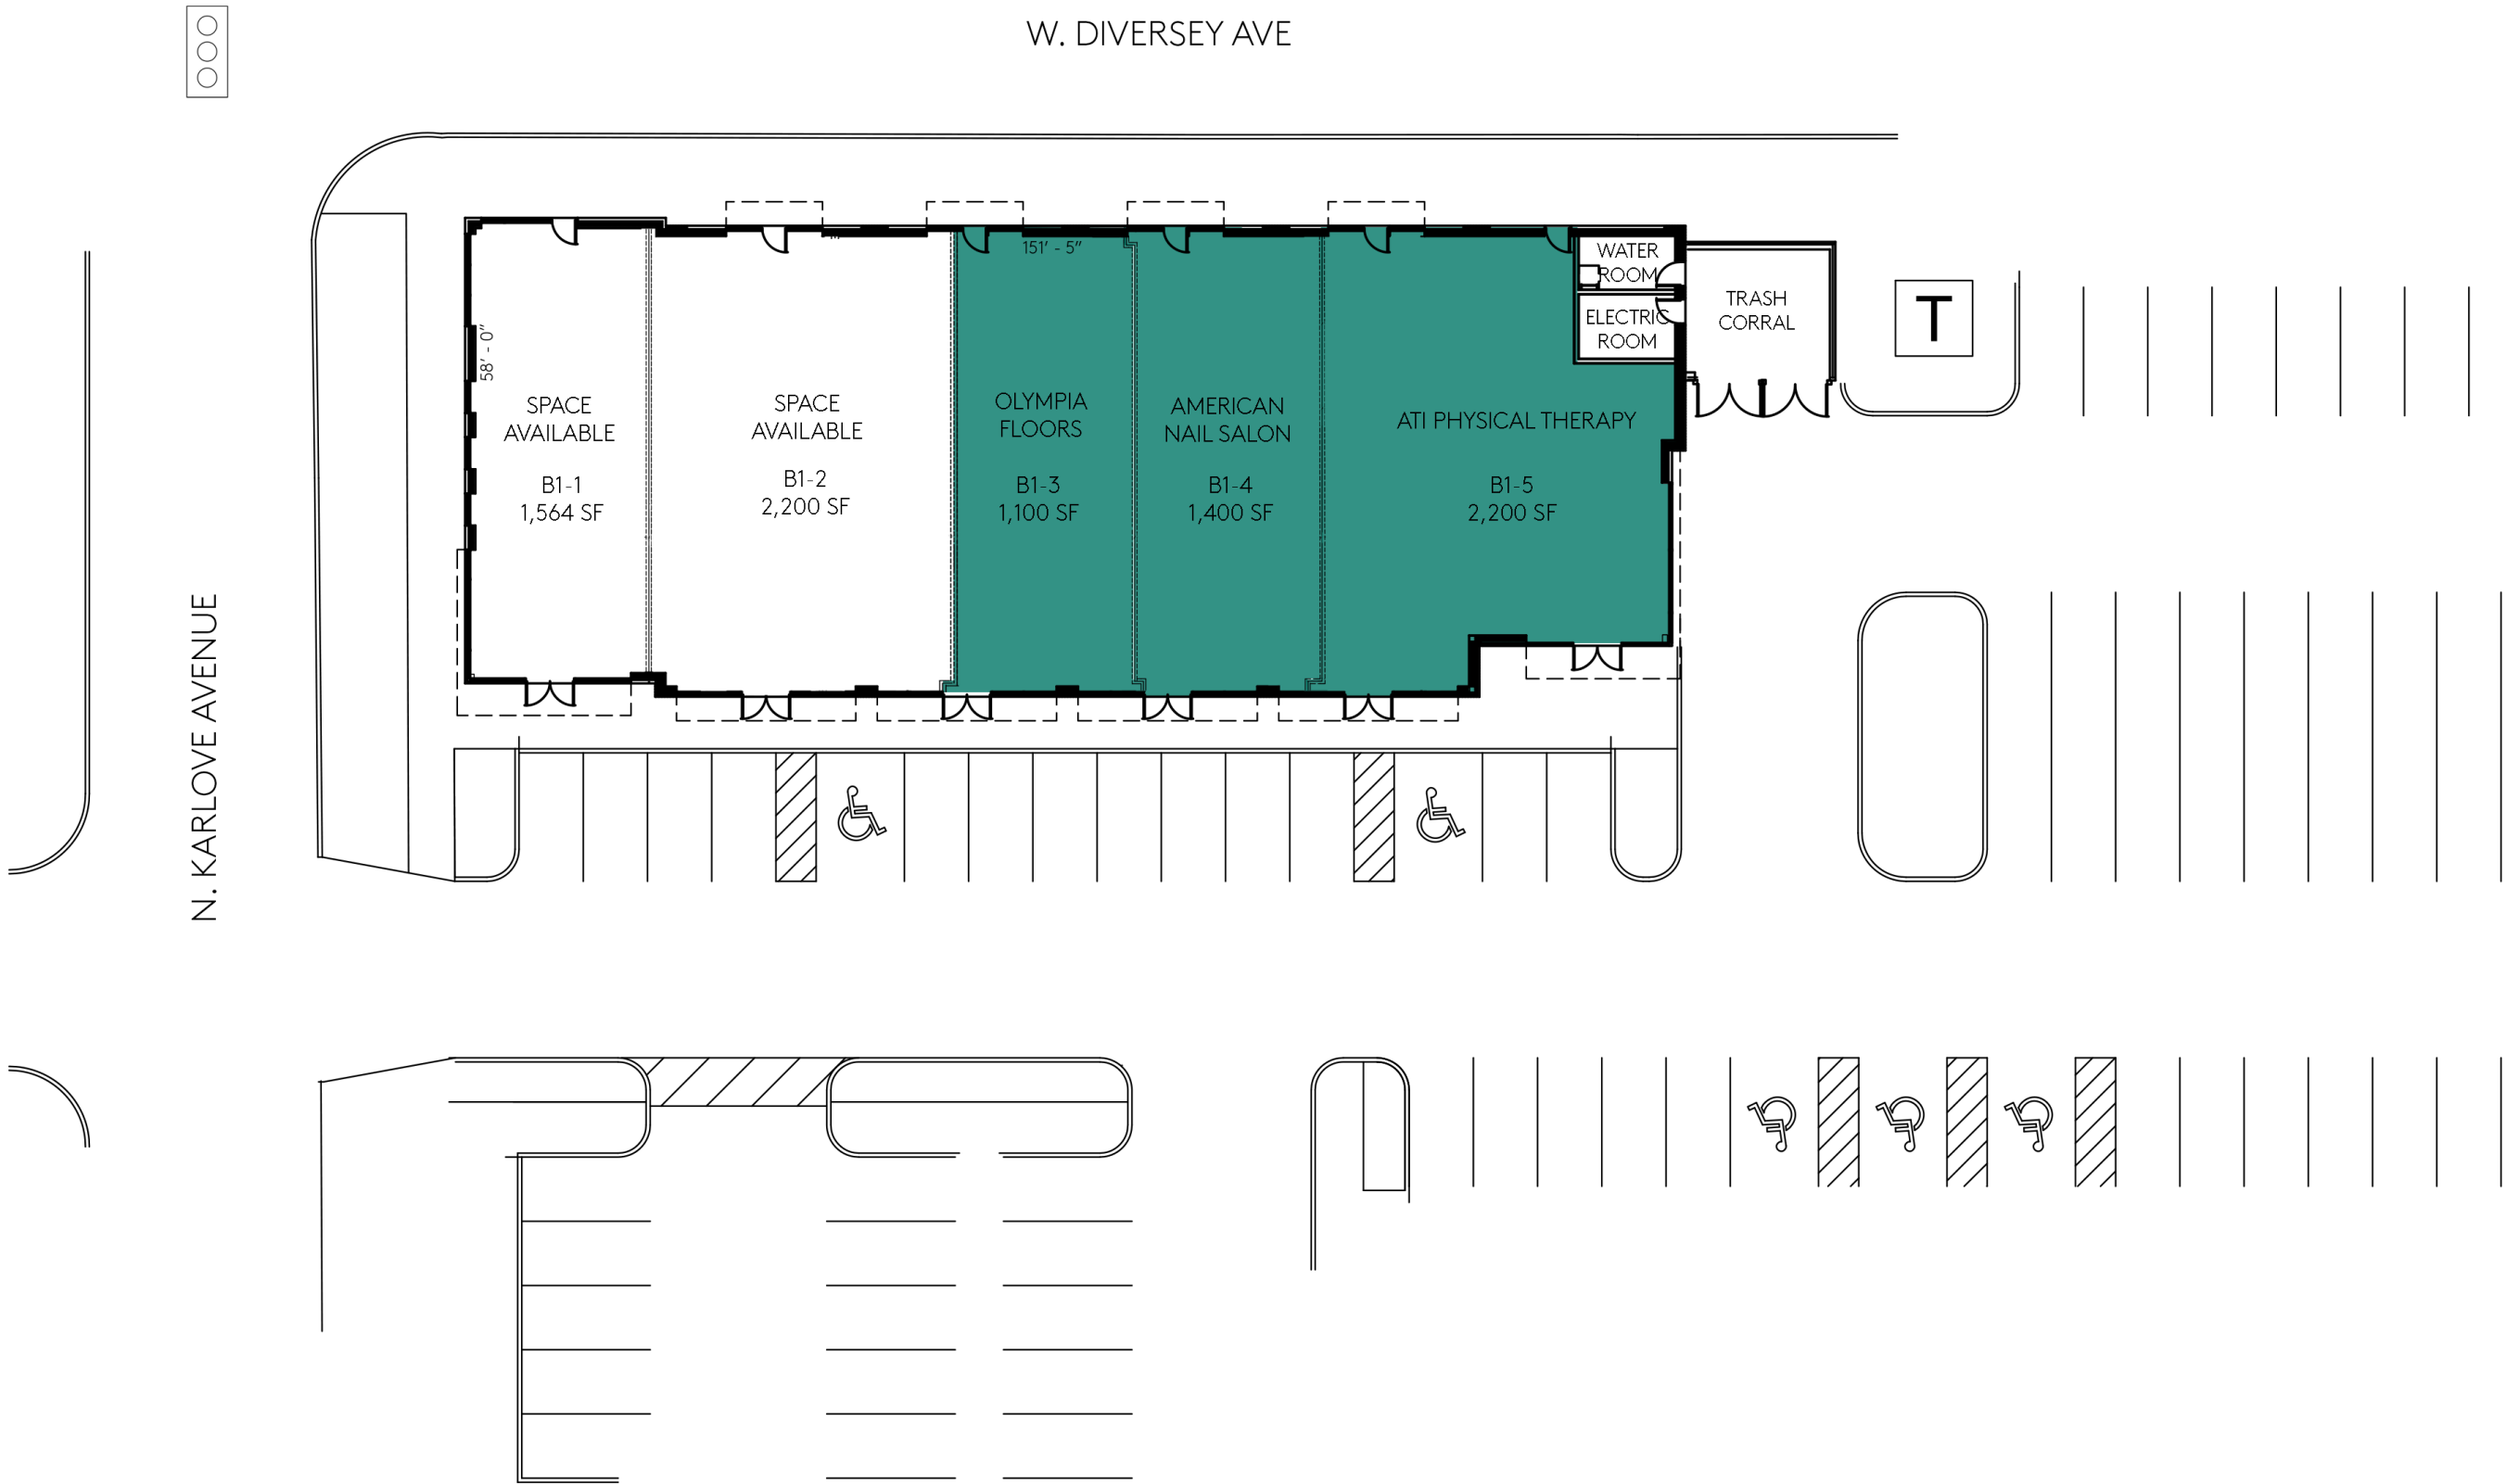 W. DIVERSEY AVE
151' - 5"
WATER
ROOM
ELECTRIC
ROOM
TRASH
CORRAL
T
58' - 0"
SPACE
AVAILABLE
B1-1
1,564 SF
SPACE
AVAILABLE
B1-2
2,200 SF
OLYMPIA
FLOORS
B1-3
1,100 SF
AMERICAN
NAIL SALON
B1-4
1,400 SF
ATI PHYSICAL THERAPY
B1-5
2,200 SF
N. KARLOVE AVENUE